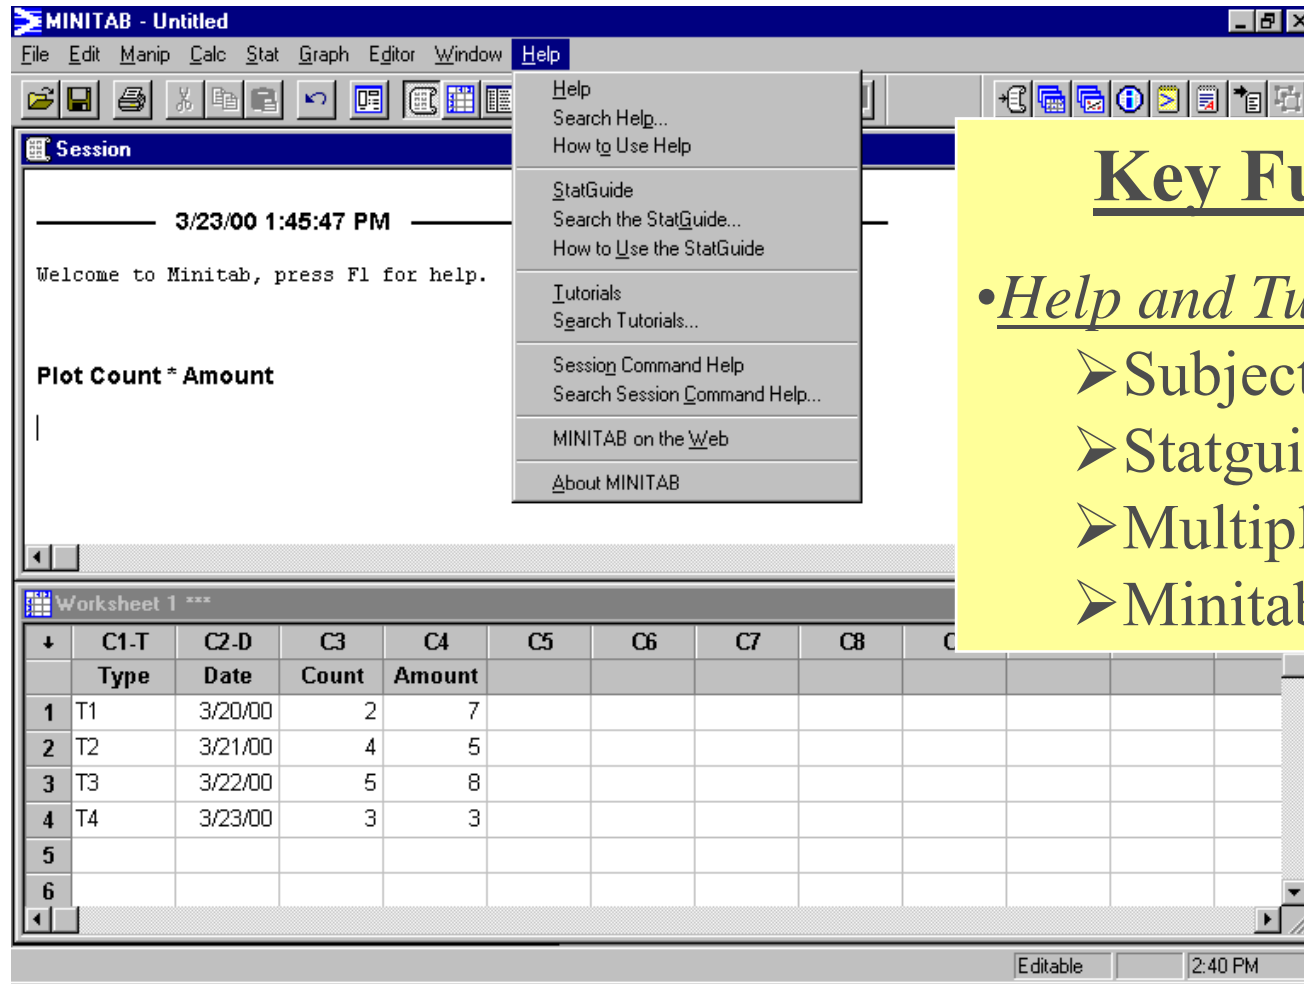 MINITAB - Untitled
File Edit Manip Calc Stat Graph Editor Window Help
Help
Search Help...
How to Use Help
StatGuide
Search the StatGuide...
How to Use the StatGuide
Tutorials
Search Tutorials...
Session Command Help
Search Session Command Help...
MINITAB on the Web
About MINITAB
Session
3/23/00 1:45:47 PM
Welcome to Minitab, press F1 for help.
Plot Count * Amount
Key Fu
•Help and Tu
➢Subject
➢Statgui
➢Multipl
➢Minitab
Worksheet 1 ***
C1-T C2-D C3 C4 C5 C6 C7 C8 C
Type Date Count Amount
1 T1 3/20/00 2 7
2 T2 3/21/00 4 5
3 T3 3/22/00 5 8
4 T4 3/23/00 3 3
5
6
Editable 2:40 PM